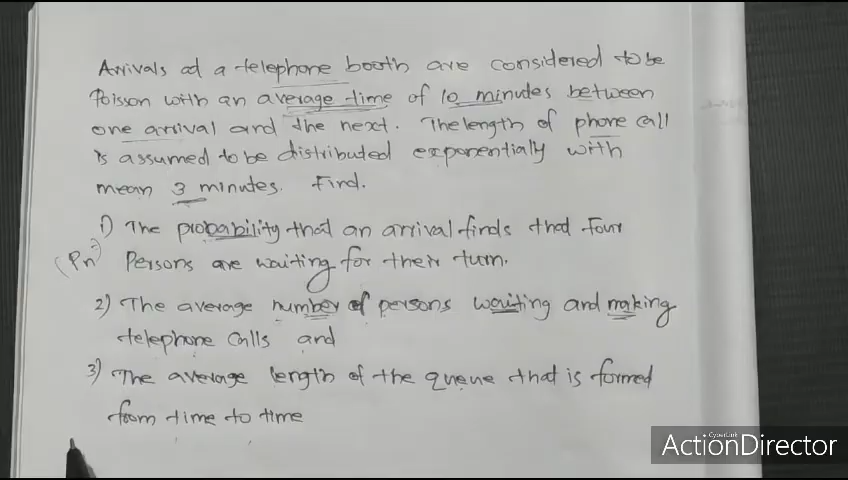 Arrivals at a telephone booth are considered to be
Poisson with an average time of 10 minutes between
one arrival and the next. The length of phone call
is assumed to be distributed exponentially with
mean 3 minutes. Find.
1) The probability that an arrival finds that four
(Pn) Persons are waiting for their turn.
2) The average number of persons waiting and making
telephone calls and
3) The average length of the queue that is formed
from time to time
CyberLink
ActionDirector